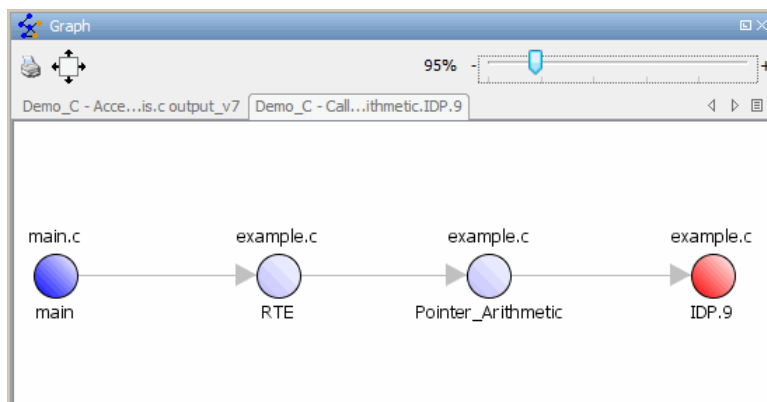 Graph
95% - +
Demo_C - Acce...is.c output_v7 Demo_C - Call...ithmetic.IDP.9
main.c example.c example.c example.c
main RTE Pointer_Arithmetic IDP.9